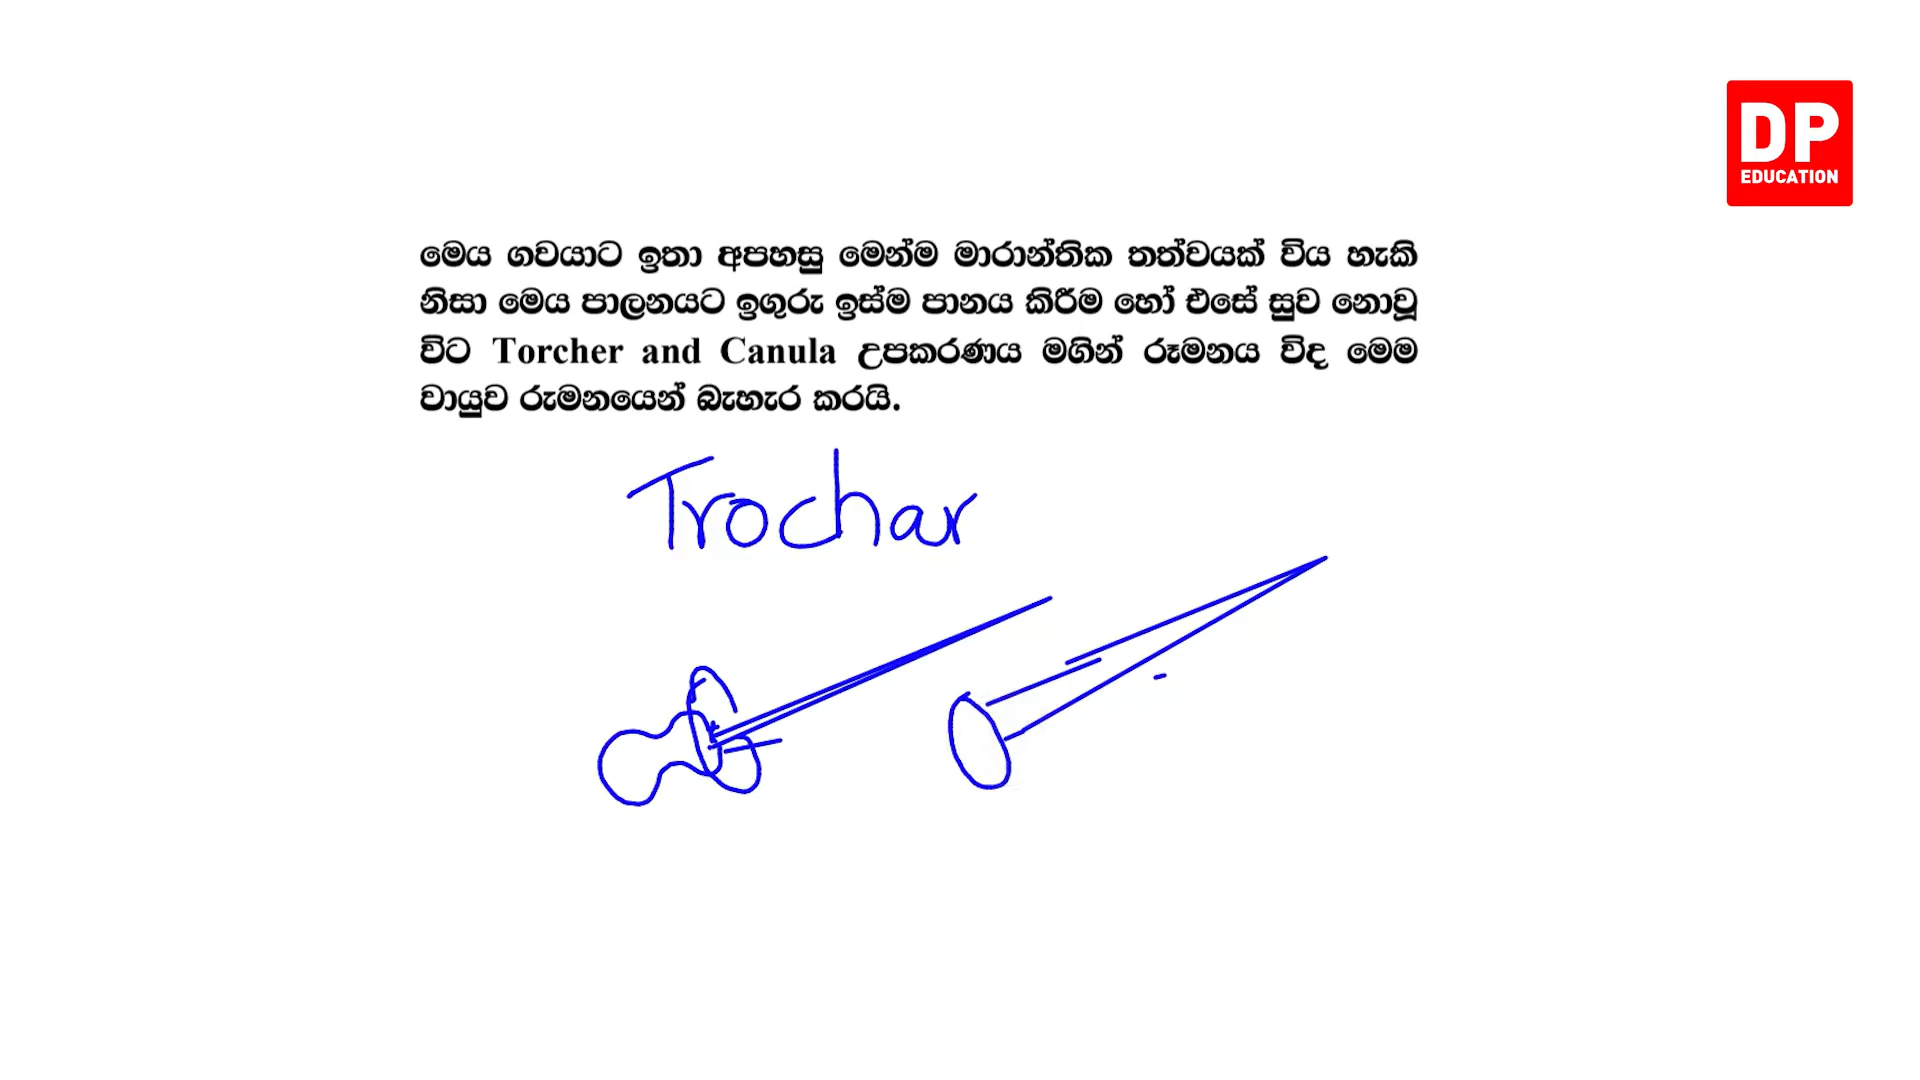 DP
EDUCATION
මෙය ගවයාට ඉතා අපහසු මෙන්ම මාරාන්තික තත්වයක් විය හැකි
නිසා මෙය පාලනයට ඉගුරු ඉස්ම පානය කිරීම හෝ එසේ සුව නොවූ
විට Torcher and Canula උපකරණය මගින් රූමනය විද මෙම
වායුව රුමනයෙන් බැහැර කරයි.
Trochar